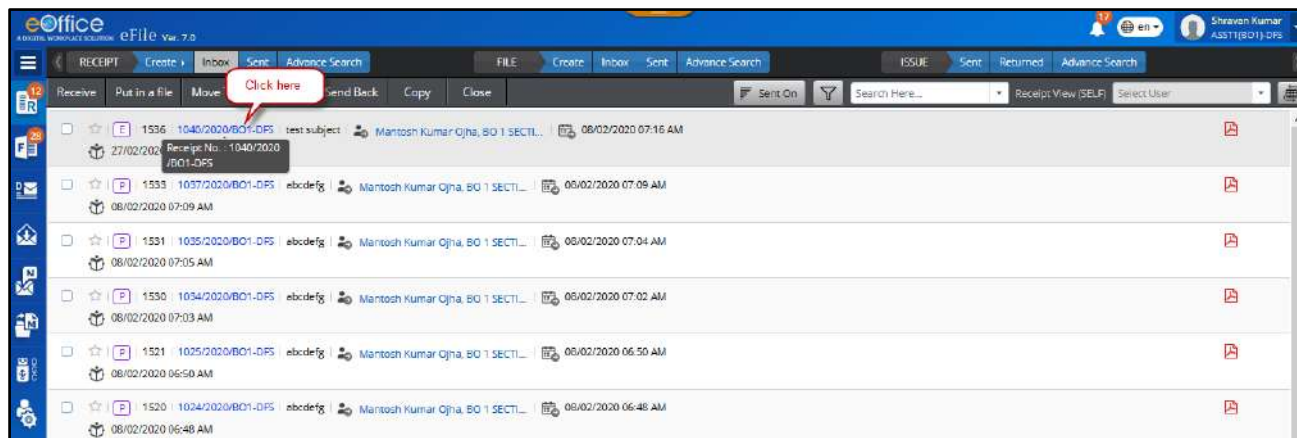 eOffice
A DIGITAL WORKPLACE SOLUTION eFile Ver. 7.0
17 en Shravan Kumar
ASSTT(BO1)-DFS
RECEIPT Create Inbox Sent Advance Search FILE Create Inbox Sent Advance Search ISSUE Sent Returned Advance Search
Click here
12 Receive Put in a file Move Send Back Copy Close Sent On Search Here... Receipt View (SELF) Select User
E 1536 1040/2020/BO1-DFS test subject Mantosh Kumar Ojha, BO 1 SECTI... 08/02/2020 07:16 AM
28 27/02/202
Receipt No. : 1040/2020
/BO1-DFS
P 1533 1037/2020/BO1-DFS abcdefg Mantosh Kumar Ojha, BO 1 SECTI... 08/02/2020 07:09 AM
08/02/2020 07:09 AM
P 1531 1035/2020/BO1-DFS abcdefg Mantosh Kumar Ojha, BO 1 SECTI... 08/02/2020 07:04 AM
08/02/2020 07:05 AM
P 1530 1034/2020/BO1-DFS abcdefg Mantosh Kumar Ojha, BO 1 SECTI... 08/02/2020 07:02 AM
08/02/2020 07:03 AM
P 1521 1025/2020/BO1-DFS abcdefg Mantosh Kumar Ojha, BO 1 SECTI... 08/02/2020 06:50 AM
08/02/2020 06:50 AM
P 1520 1024/2020/BO1-DFS abcdefg Mantosh Kumar Ojha, BO 1 SECTI... 08/02/2020 06:48 AM
08/02/2020 06:48 AM